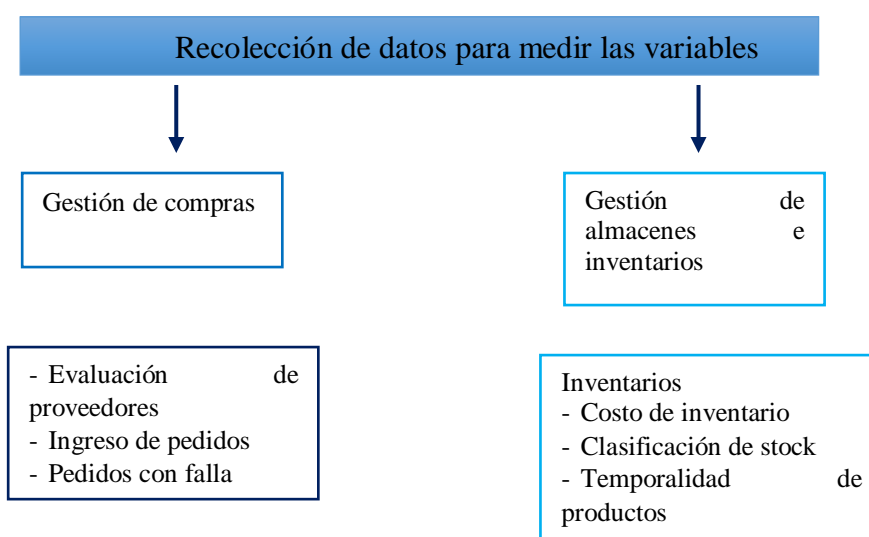 Recolección de datos para medir las variables
Gestión de compras
Gestión de
almacenes e
inventarios
- Evaluación de
proveedores
- Ingreso de pedidos
- Pedidos con falla
Inventarios
- Costo de inventario
- Clasificación de stock
- Temporalidad de
productos